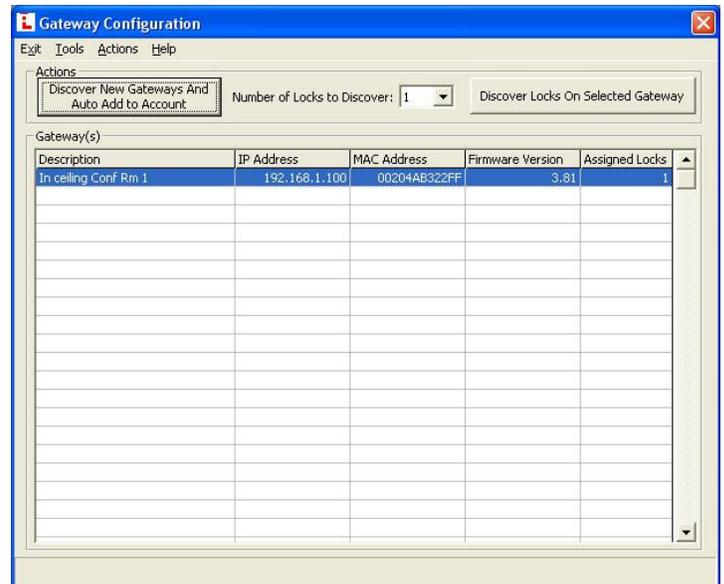 Gateway Configuration
Exit Tools Actions Help
Actions
Discover New Gateways And
Auto Add to Account
Number of Locks to Discover: 1
Discover Locks On Selected Gateway
Gateway(s)
Description IP Address MAC Address Firmware Version Assigned Locks
In ceiling Conf Rm 1 192.168.1.100 00204AB322FF 3.81 1